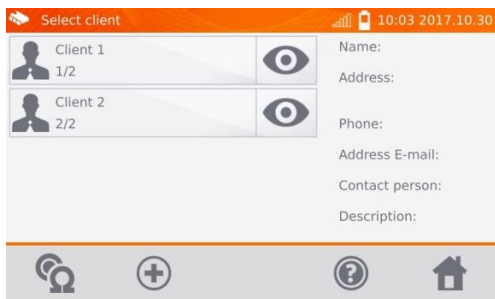 Select client
10:03 2017.10.30
Client 1
1/2
Client 2
2/2
Name:
Address:
Phone:
Address E-mail:
Contact person:
Description: